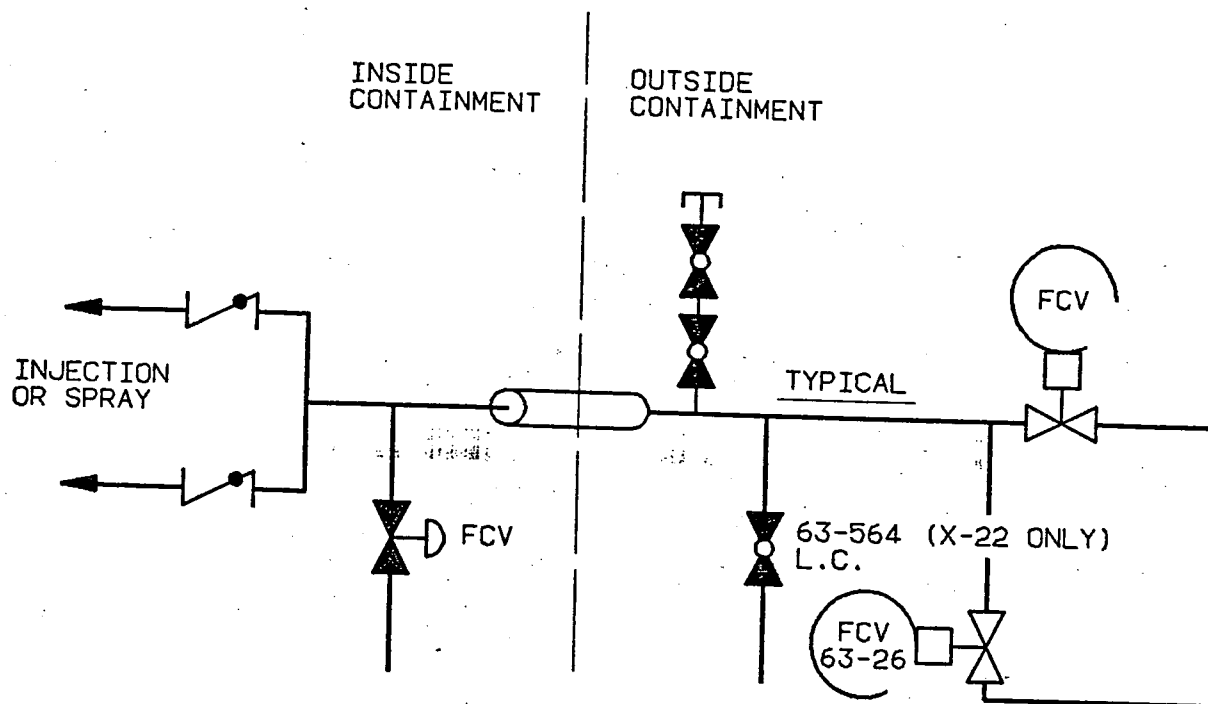 INSIDE
CONTAINMENT
OUTSIDE
CONTAINMENT
FCV
INJECTION
OR SPRAY
TYPICAL
FCV
63-564 (X-22 ONLY)
L.C.
FCV
63-26